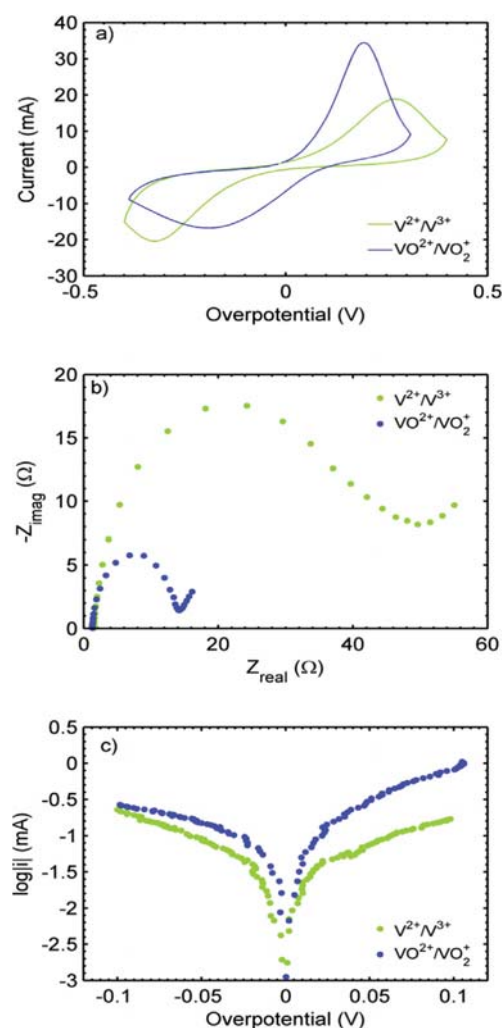 a)
Current (mA)
40
30
20
10
0
-10
-20
-30
V²⁺/V³⁺
VO²⁺/VO₂⁺
-0.5
0
0.5
Overpotential (V)
b)
-Z_imag (Ω)
20
15
10
5
0
V²⁺/V³⁺
VO²⁺/VO₂⁺
0
20
40
60
Z_real (Ω)
c)
log|i| (mA)
0.5
0
-0.5
-1
-1.5
-2
-2.5
-3
V²⁺/V³⁺
VO²⁺/VO₂⁺
-0.1
-0.05
0
0.05
0.1
Overpotential (V)